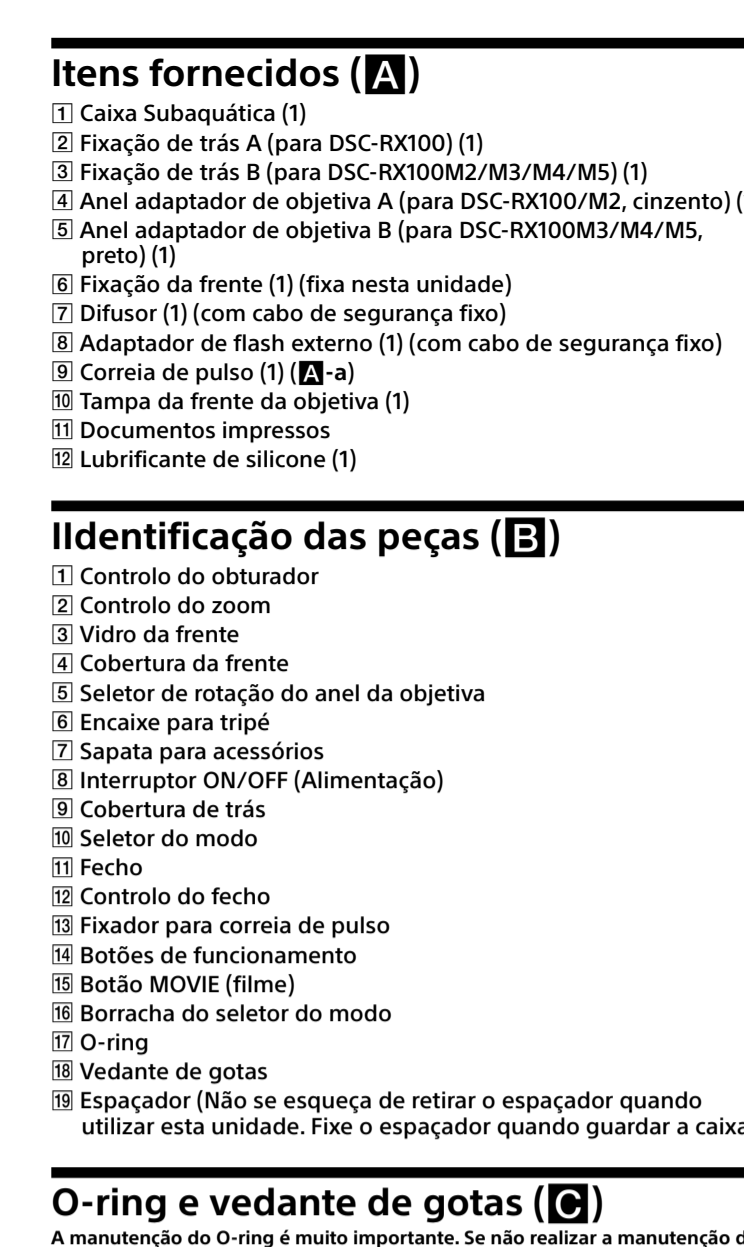 Itens fornecidos (A)
1 Caixa Subaquática (1)
2 Fixação de trás A (para DSC-RX100) (1)
3 Fixação de trás B (para DSC-RX100M2/M3/M4/M5) (1)
4 Anel adaptador de objetiva A (para DSC-RX100/M2, cinzento) (
5 Anel adaptador de objetiva B (para DSC-RX100M3/M4/M5,
preto) (1)
6 Fixação da frente (1) (fixa nesta unidade)
7 Difusor (1) (com cabo de segurança fixo)
8 Adaptador de flash externo (1) (com cabo de segurança fixo)
9 Correia de pulso (1) (A-a)
10 Tampa da frente da objetiva (1)
11 Documentos impressos
12 Lubrificante de silicone (1)
IIdentificação das peças (B)
1 Controlo do obturador
2 Controlo do zoom
3 Vidro da frente
4 Cobertura da frente
5 Seletor de rotação do anel da objetiva
6 Encaixe para tripé
7 Sapata para acessórios
8 Interruptor ON/OFF (Alimentação)
9 Cobertura de trás
10 Seletor do modo
11 Fecho
12 Controlo do fecho
13 Fixador para correia de pulso
14 Botões de funcionamento
15 Botão MOVIE (filme)
16 Borracha do seletor do modo
17 O-ring
18 Vedante de gotas
19 Espaçador (Não se esqueça de retirar o espaçador quando
utilizar esta unidade. Fixe o espaçador quando guardar a caixa
O-ring e vedante de gotas (C)
A manutenção do O-ring é muito importante. Se não realizar a manutenção d